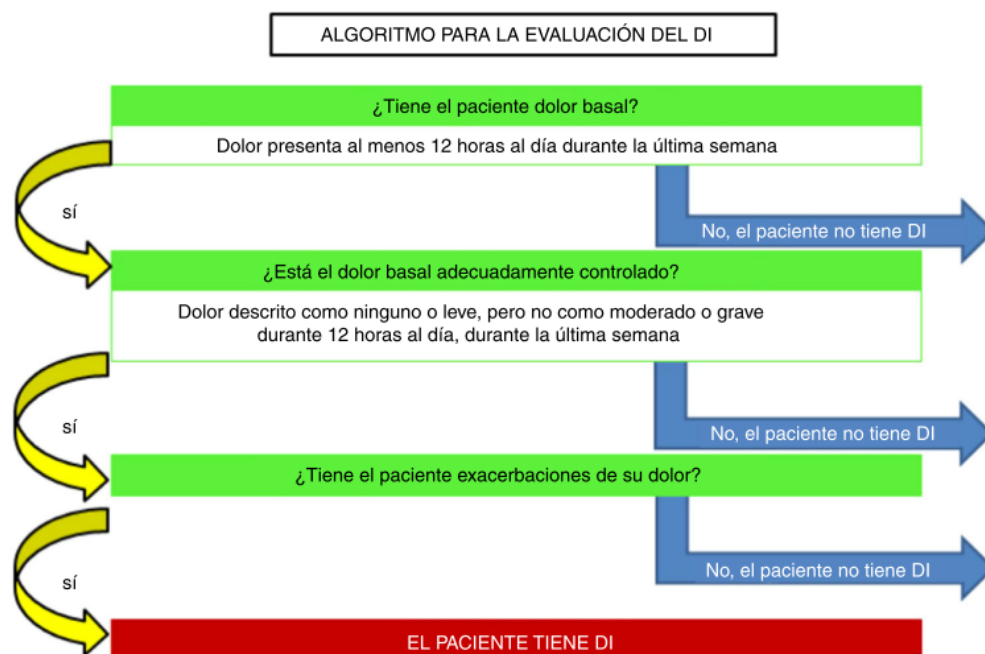 ALGORITMO PARA LA EVALUACIÓN DEL DI
¿Tiene el paciente dolor basal?
Dolor presenta al menos 12 horas al día durante la última semana
sí
No, el paciente no tiene DI
¿Está el dolor basal adecuadamente controlado?
Dolor descrito como ninguno o leve, pero no como moderado o grave
durante 12 horas al día, durante la última semana
sí
No, el paciente no tiene DI
¿Tiene el paciente exacerbaciones de su dolor?
sí
No, el paciente no tiene DI
EL PACIENTE TIENE DI